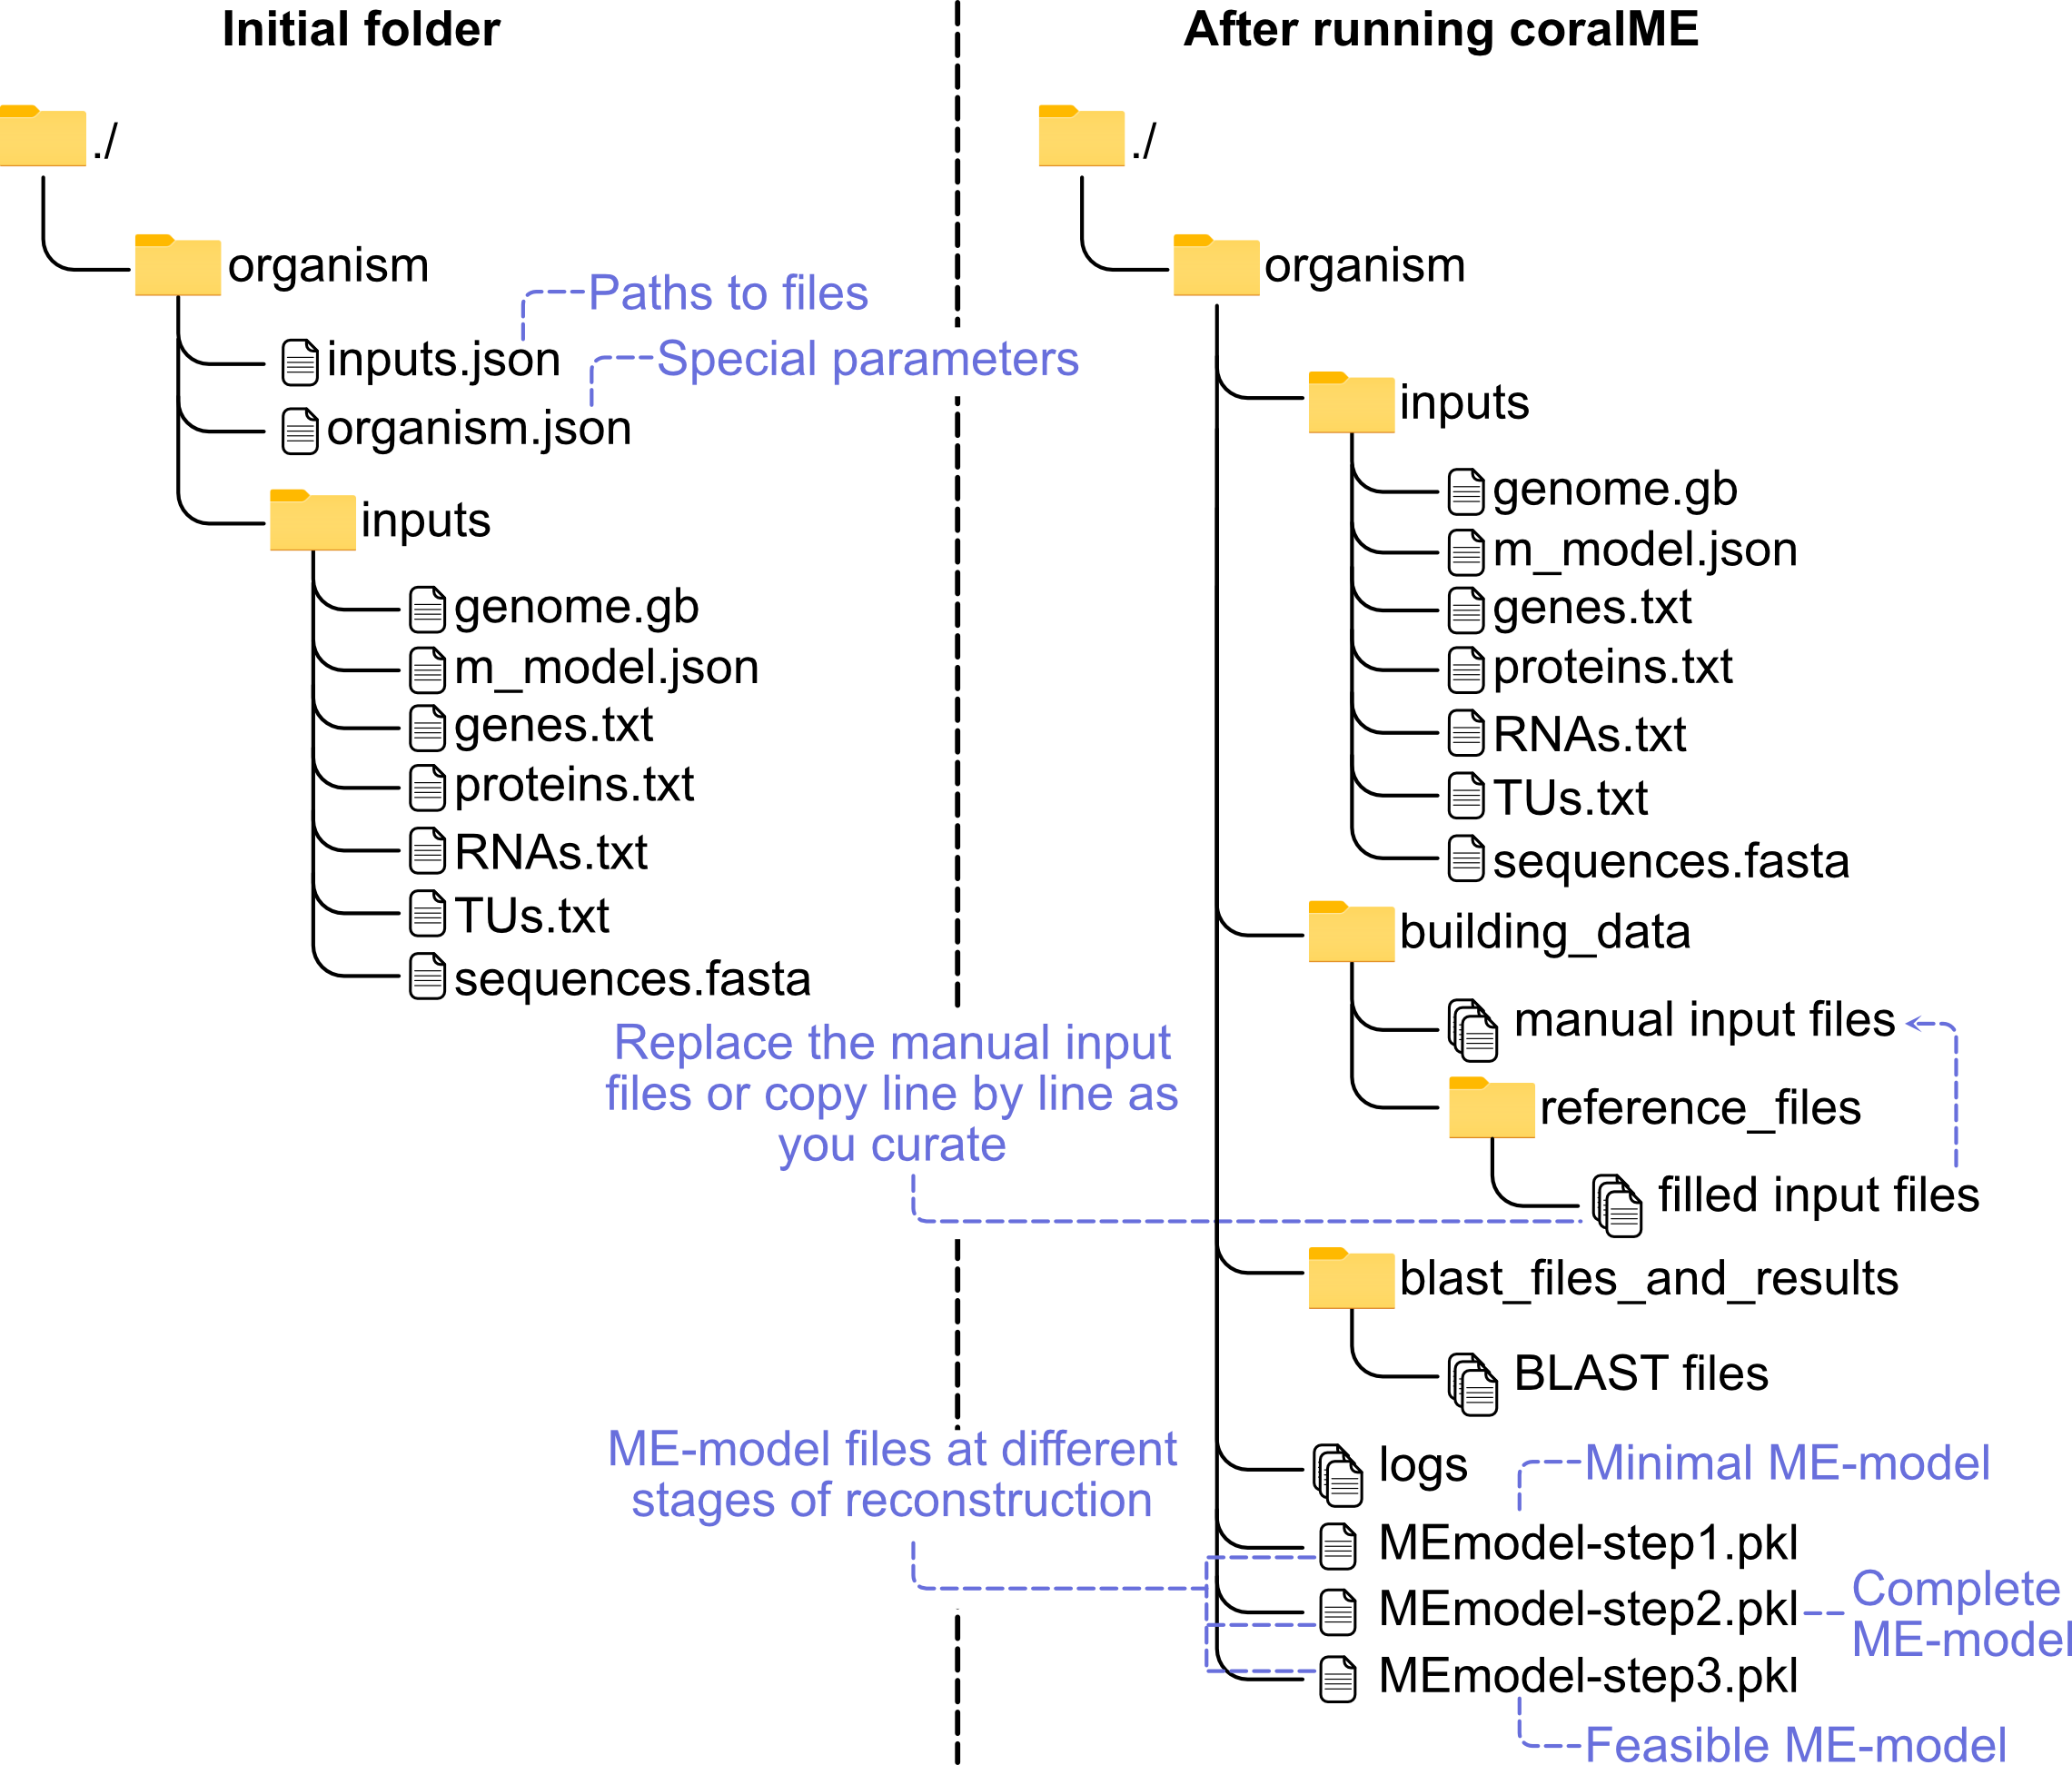 Initial folder
./
organism
Paths to files
inputs.json
Special parameters
organism.json
inputs
genome.gb
m_model.json
genes.txt
proteins.txt
RNAs.txt
TUs.txt
sequences.fasta
Replace the manual input
files or copy line by line as
you curate
ME-model files at different
stages of reconstruction
After running coralME
./
organism
inputs
genome.gb
m_model.json
genes.txt
proteins.txt
RNAs.txt
TUs.txt
sequences.fasta
building_data
manual input files
reference_files
filled input files
blast_files_and_results
BLAST files
logs
Minimal ME-model
MEmodel-step1.pkl
MEmodel-step2.pkl
Complete
ME-model
MEmodel-step3.pkl
Feasible ME-model